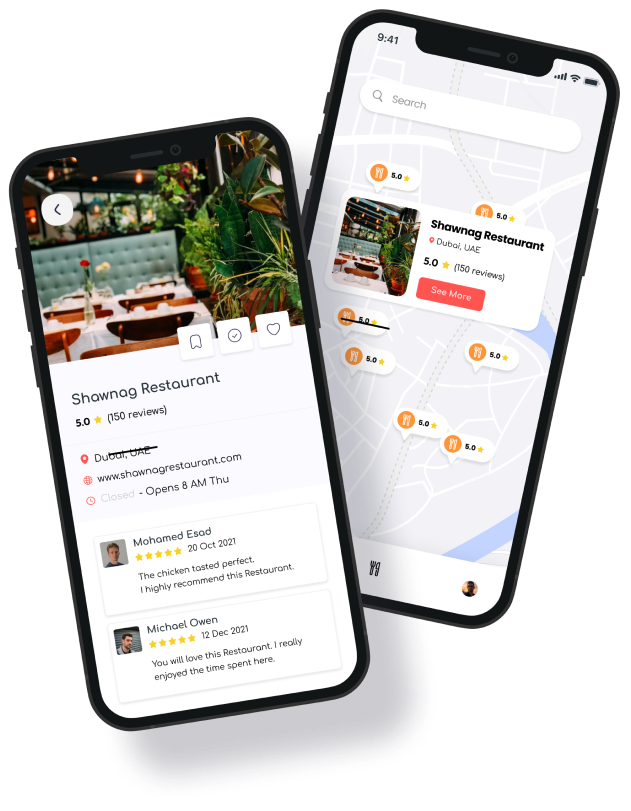 Shawnag Restaurant
5.0 (150 reviews)
Dubai, UAE
www.shawnagrestaurant.com
Closed - Opens 8 AM Thu
Mohamed Esad
20 Oct 2021
The chicken tasted perfect.
I highly recommend this Restaurant.
Michael Owen
12 Dec 2021
You will love this Restaurant. I really
enjoyed the time spent here.
9:41
Search
5.0
5.0
Shawnag Restaurant
Dubai, UAE
5.0 (150 reviews)
See More
5.0
5.0
5.0
5.0
5.0